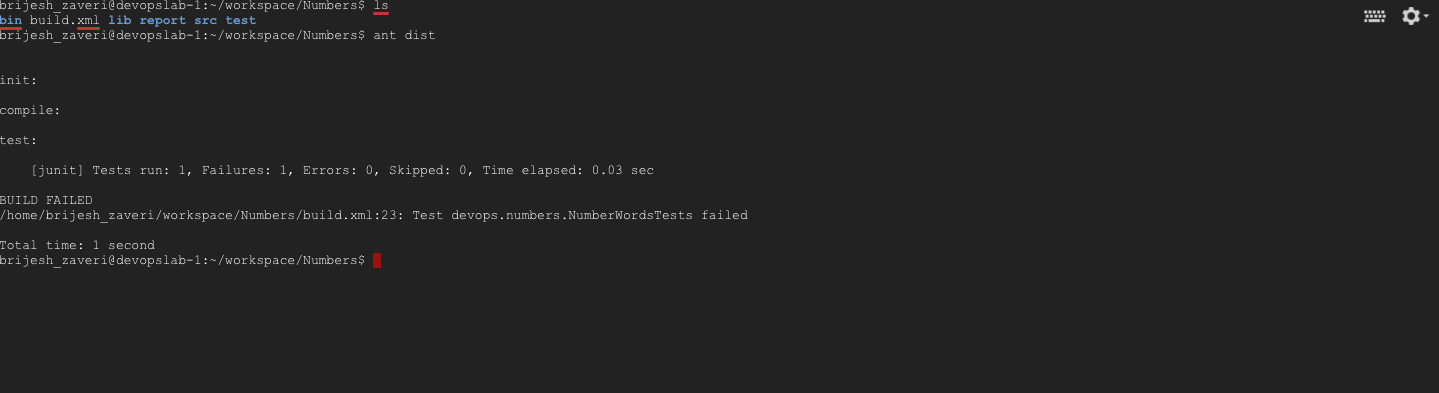 brijesh_zaveri@devopslab-1:~/workspace/Numbers$ ls
bin build.xml lib report src test
brijesh_zaveri@devopslab-1:~/workspace/Numbers$ ant dist
init:
compile:
test:
[junit] Tests run: 1, Failures: 1, Errors: 0, Skipped: 0, Time elapsed: 0.03 sec
BUILD FAILED
/home/brijesh_zaveri/workspace/Numbers/build.xml:23: Test devops.numbers.NumberWordsTests failed
Total time: 1 second
brijesh_zaveri@devopslab-1:~/workspace/Numbers$